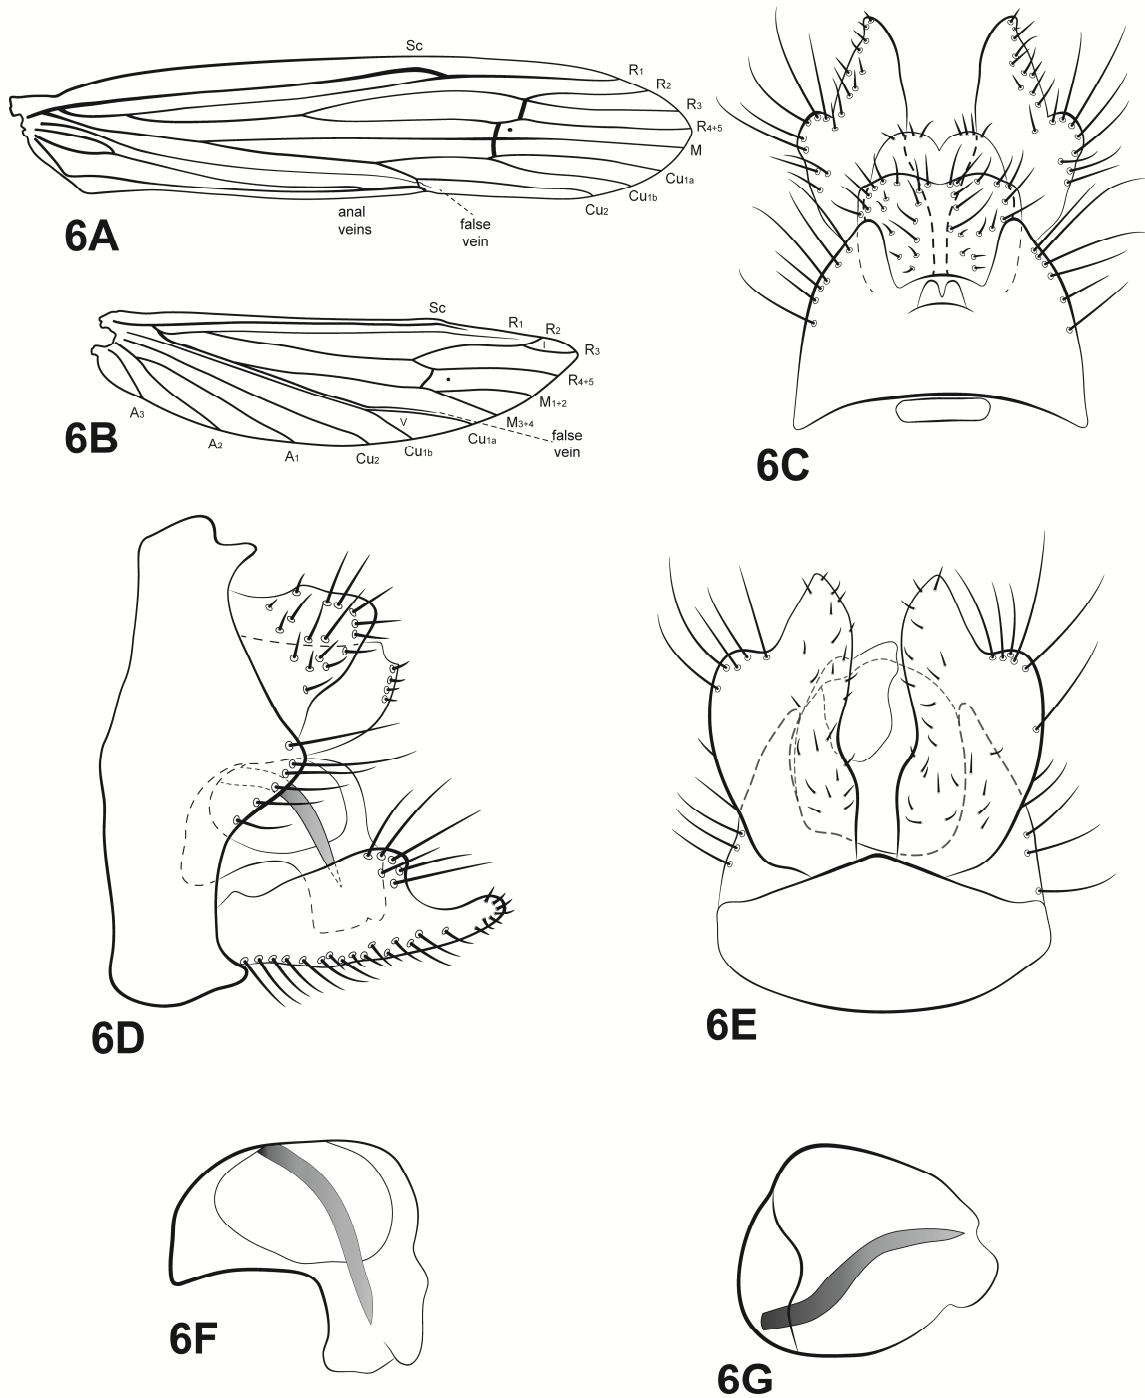 Sc
R1
R2
R3
R4+5
M
Cu1a
Cu1b
Cu2
anal
veins
false
vein
6A
Sc
R1
R2
I
R3
R4+5
M1+2
M3+4
Cu1a
V
Cu1b
Cu2
A1
A2
A3
false
vein
6B
6C
6D
6E
6F
6G